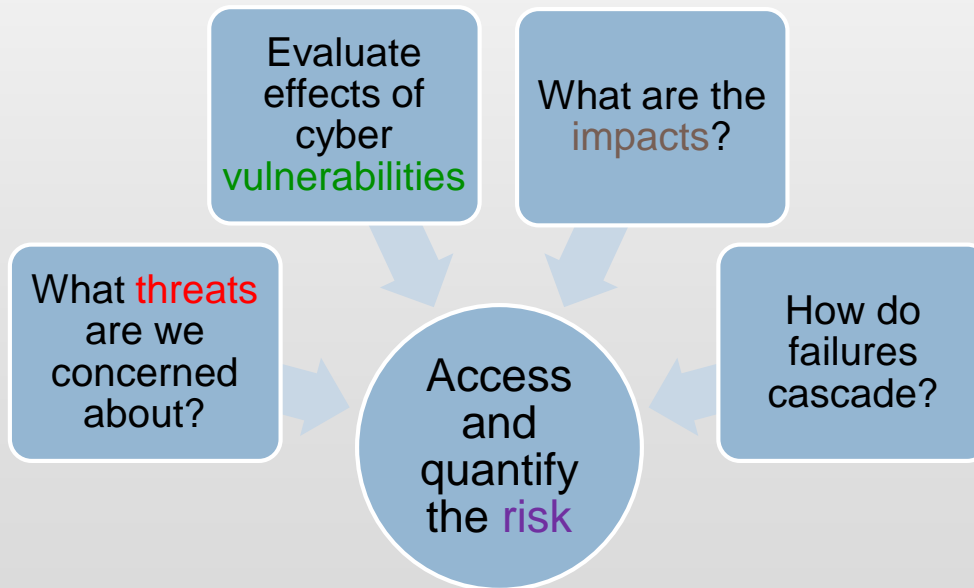 Evaluate
effects of
cyber
vulnerabilities
What are the
impacts?
What threats
are we
concerned
about?
How do
failures
cascade?
Access
and
quantify
the risk